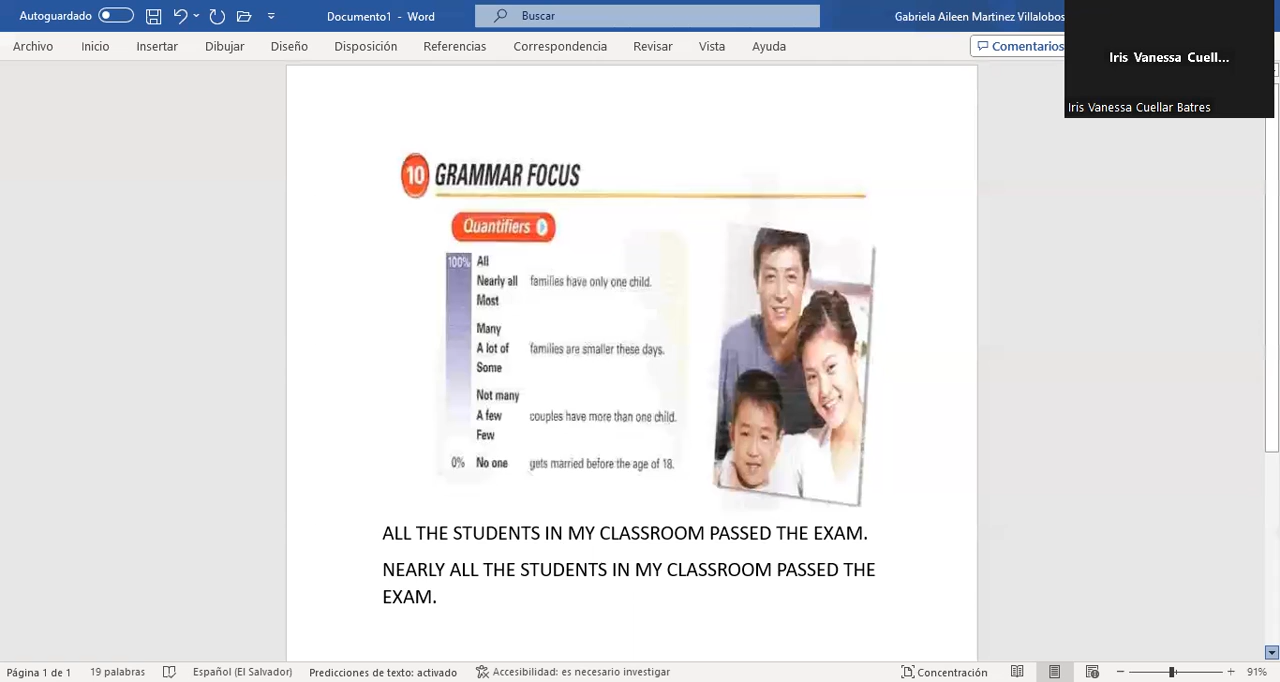 Autoguardado
Documento1 - Word
Buscar
Gabriela Aileen Martinez Villalobos
Iris Vanessa Cuell...
Iris Vanessa Cuellar Batres
Archivo Inicio Insertar Dibujar Diseño Disposición Referencias Correspondencia Revisar Vista Ayuda
Comentarios
10 GRAMMAR FOCUS
Quantifiers
100% All
Nearly all families have only one child.
Most
Many
A lot of families are smaller these days.
Some
Not many
A few couples have more than one child.
Few
0% No one gets married before the age of 18.
ALL THE STUDENTS IN MY CLASSROOM PASSED THE EXAM.
NEARLY ALL THE STUDENTS IN MY CLASSROOM PASSED THE
EXAM.
Página 1 de 1 19 palabras Español (El Salvador) Predicciones de texto: activado Accesibilidad: es necesario investigar Concentración 91%